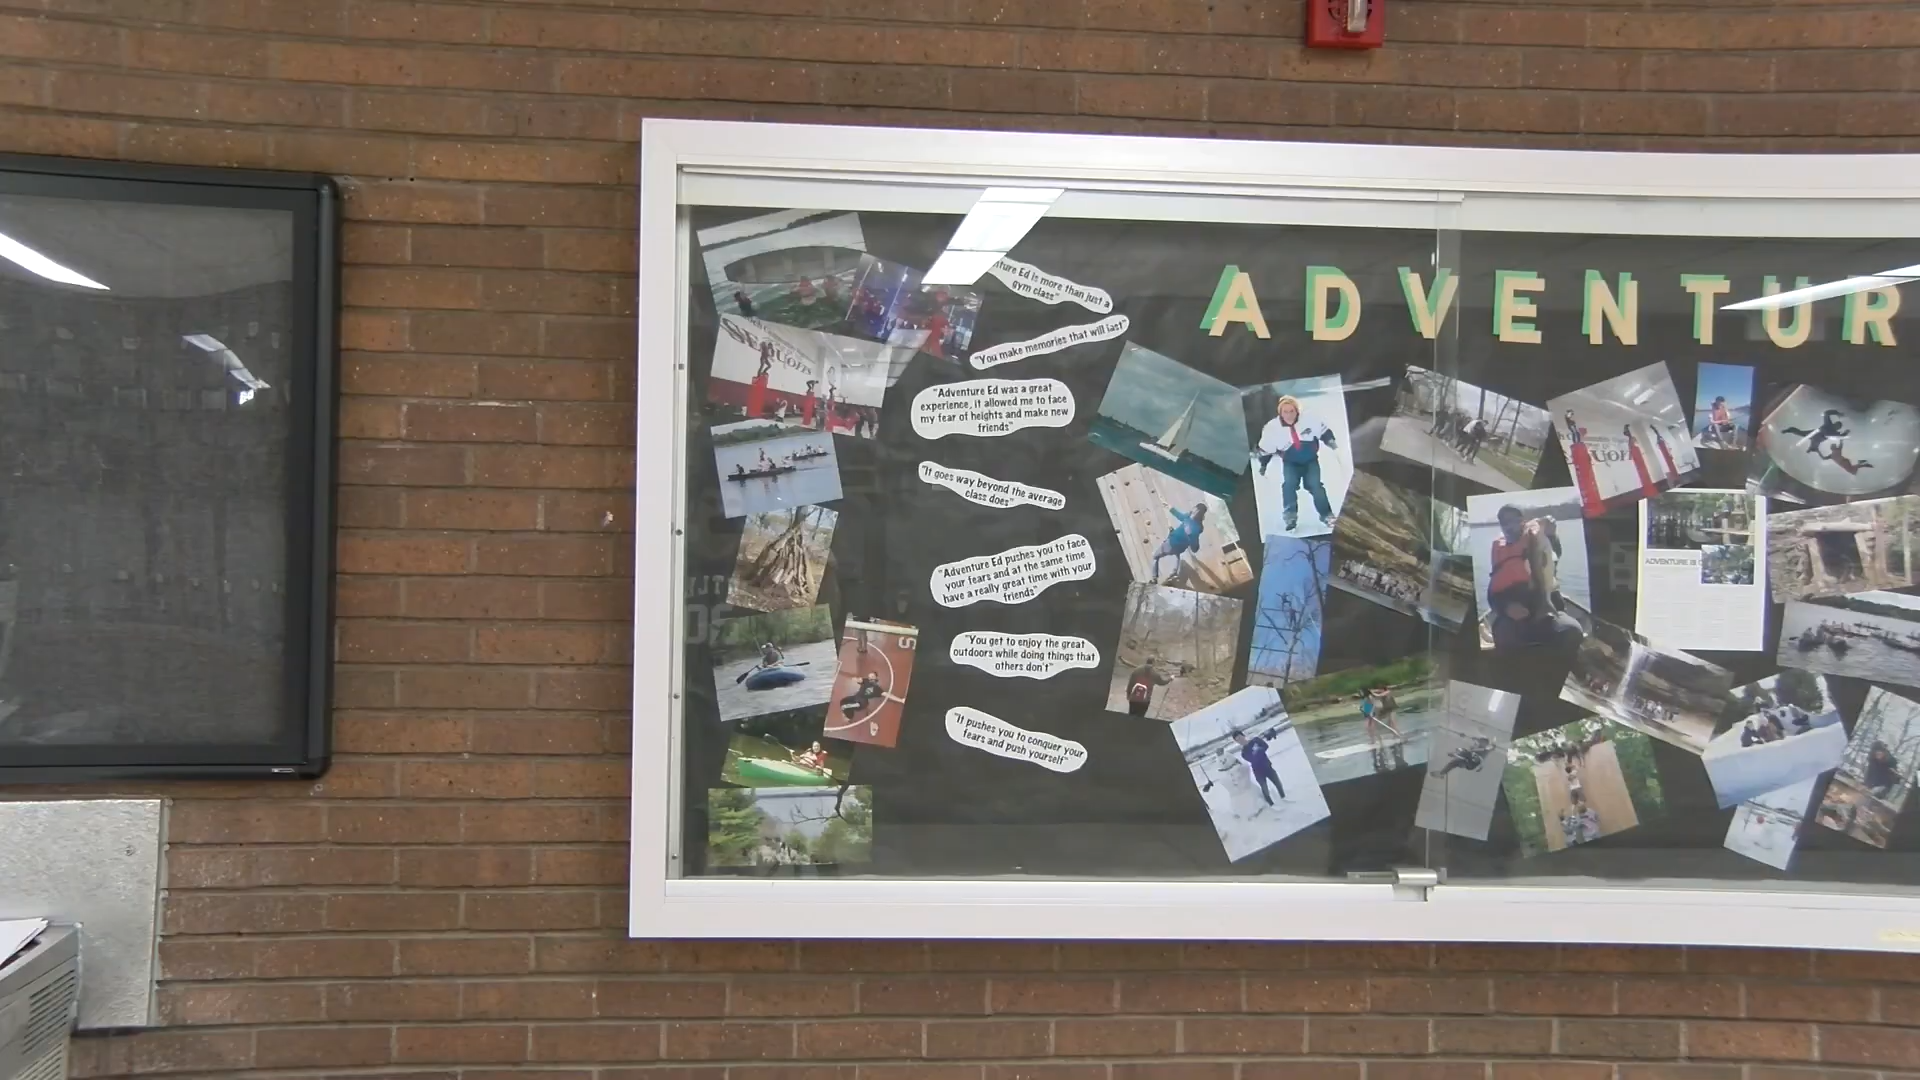 ADVENTUR
Ed is more than just a
gym class"
"You make memories that will last"
"Adventure Ed was a great
experience, it allowed me to face
my fear of heights and make new
friends"
"It goes way beyond the average
class does"
"Adventure Ed pushes you to face
your fears and at the same time
have a really great time with your
friends"
"You get to enjoy the great
outdoors while doing things that
others don't"
"It pushes you to conquer your
fears and push yourself"
SEQUOITS
ADVENTURE IS